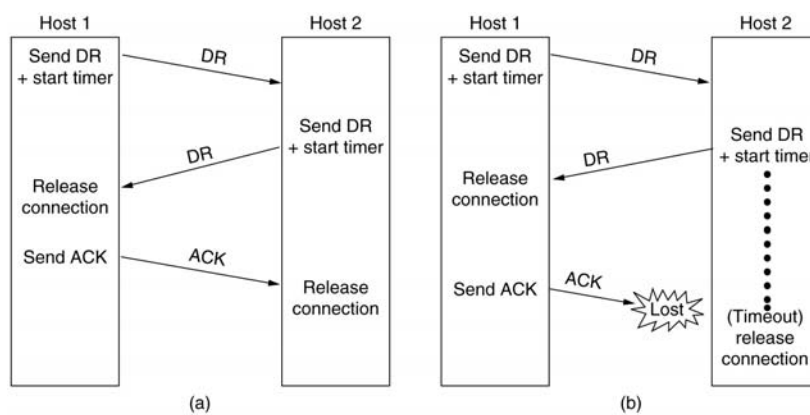 Host 1
Host 2
Send DR
+ start timer
DR
Send DR
+ start timer
DR
Release
connection
Send ACK
ACK
Release
connection
(a)
Host 1
Host 2
Send DR
+ start timer
DR
Send DR
+ start timer
DR
Release
connection
Send ACK
ACK
Lost
(Timeout)
release
connection
(b)